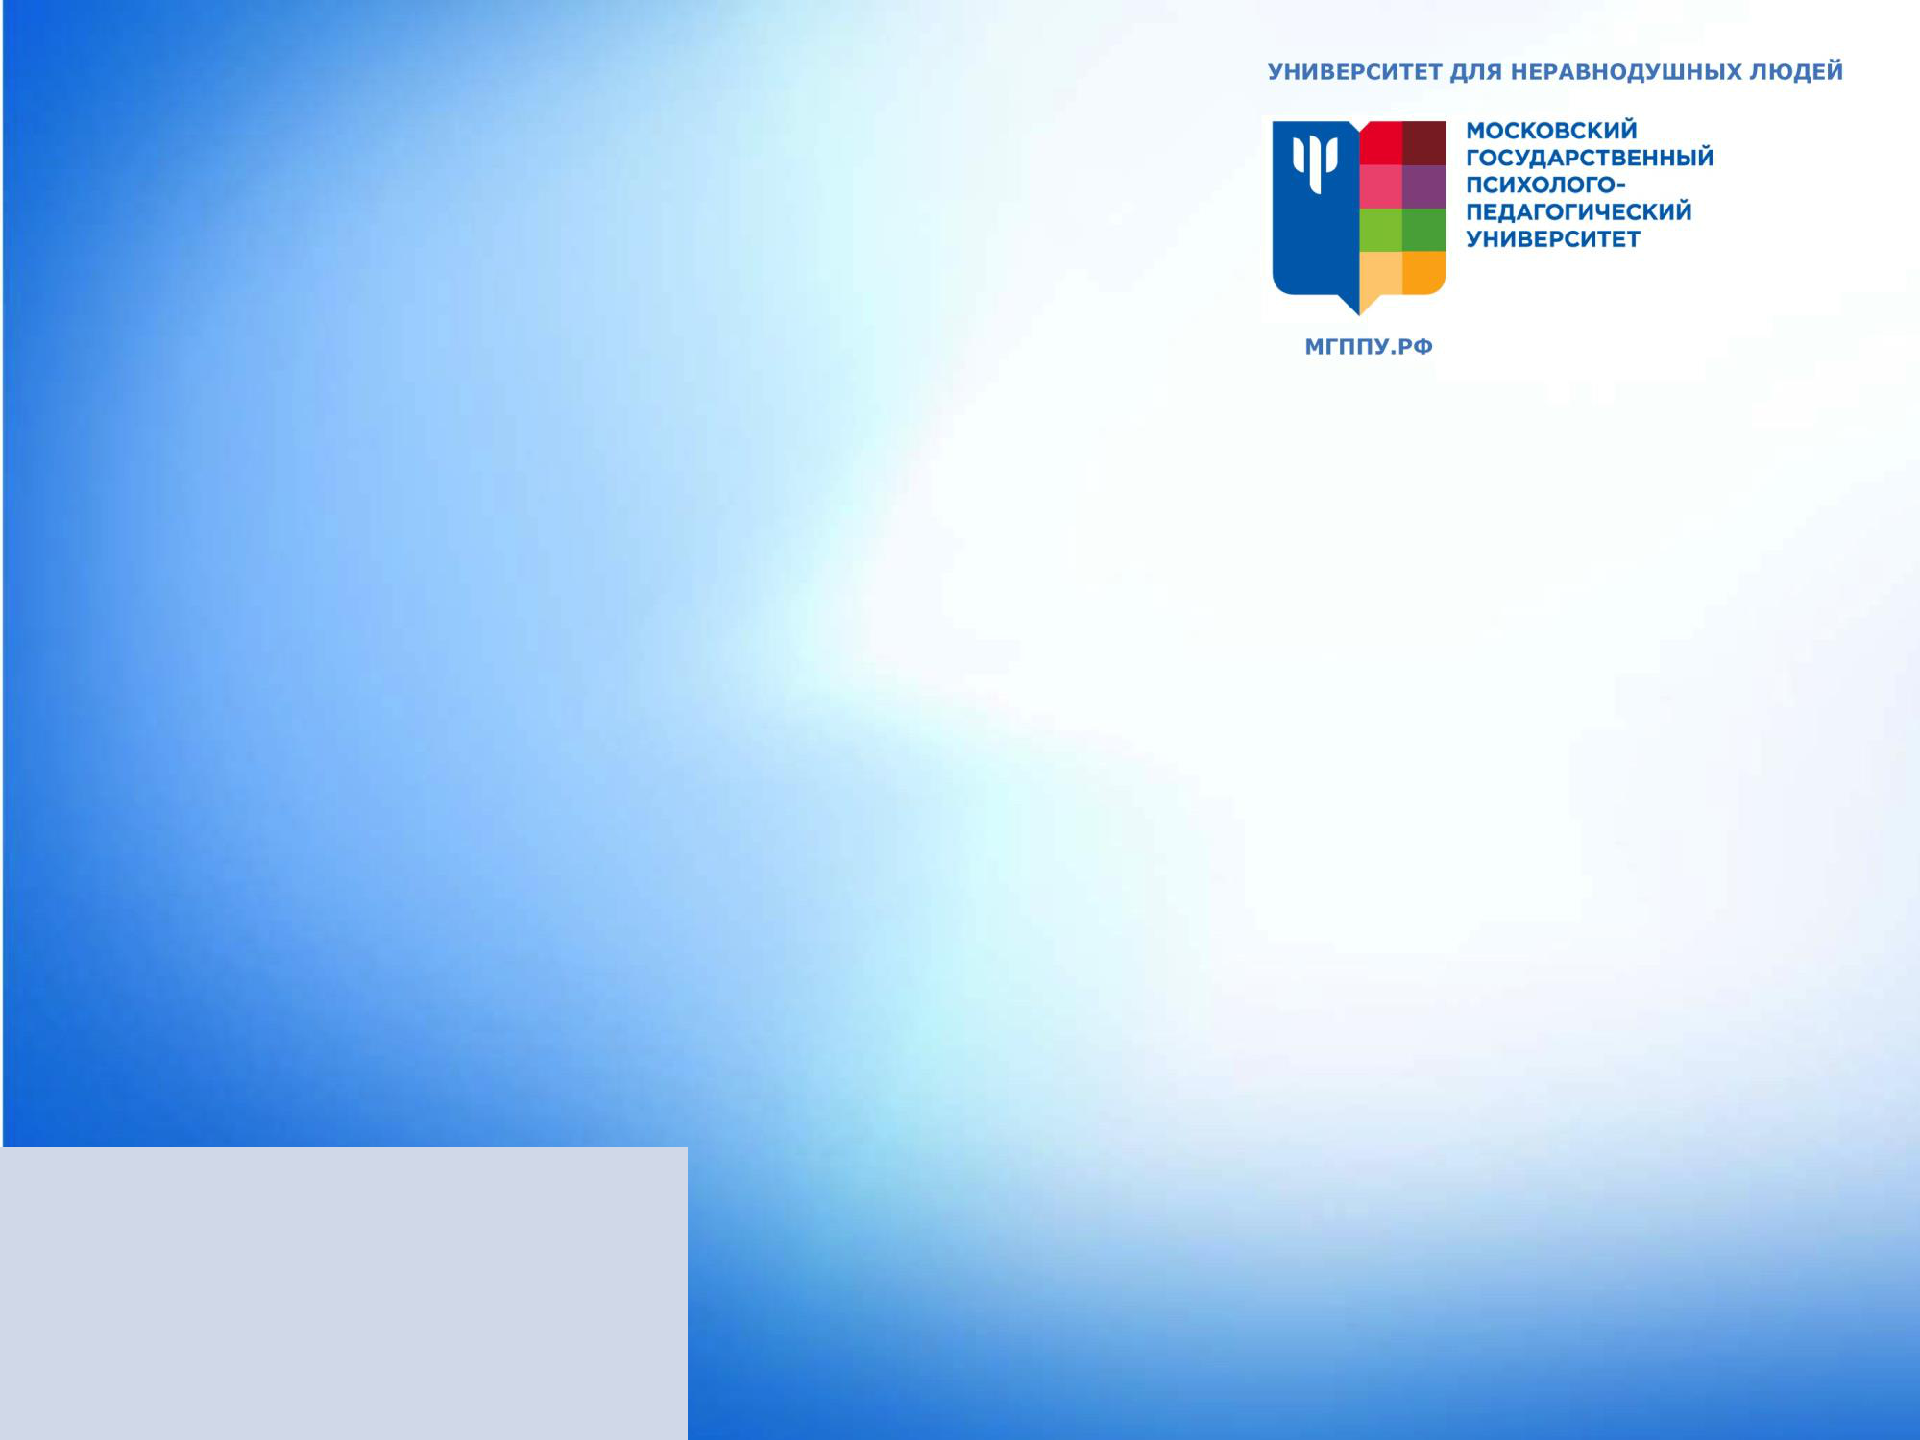 УНИВЕРСИТЕТ ДЛЯ НЕРАВНОДУШНЫХ ЛЮДЕЙ
МОСКОВСКИЙ
ГОСУДАРСТВЕННЫЙ
ПСИХОЛОГО-
ПЕДАГОГИЧЕСКИЙ
УНИВЕРСИТЕТ
МГППУ.РФ